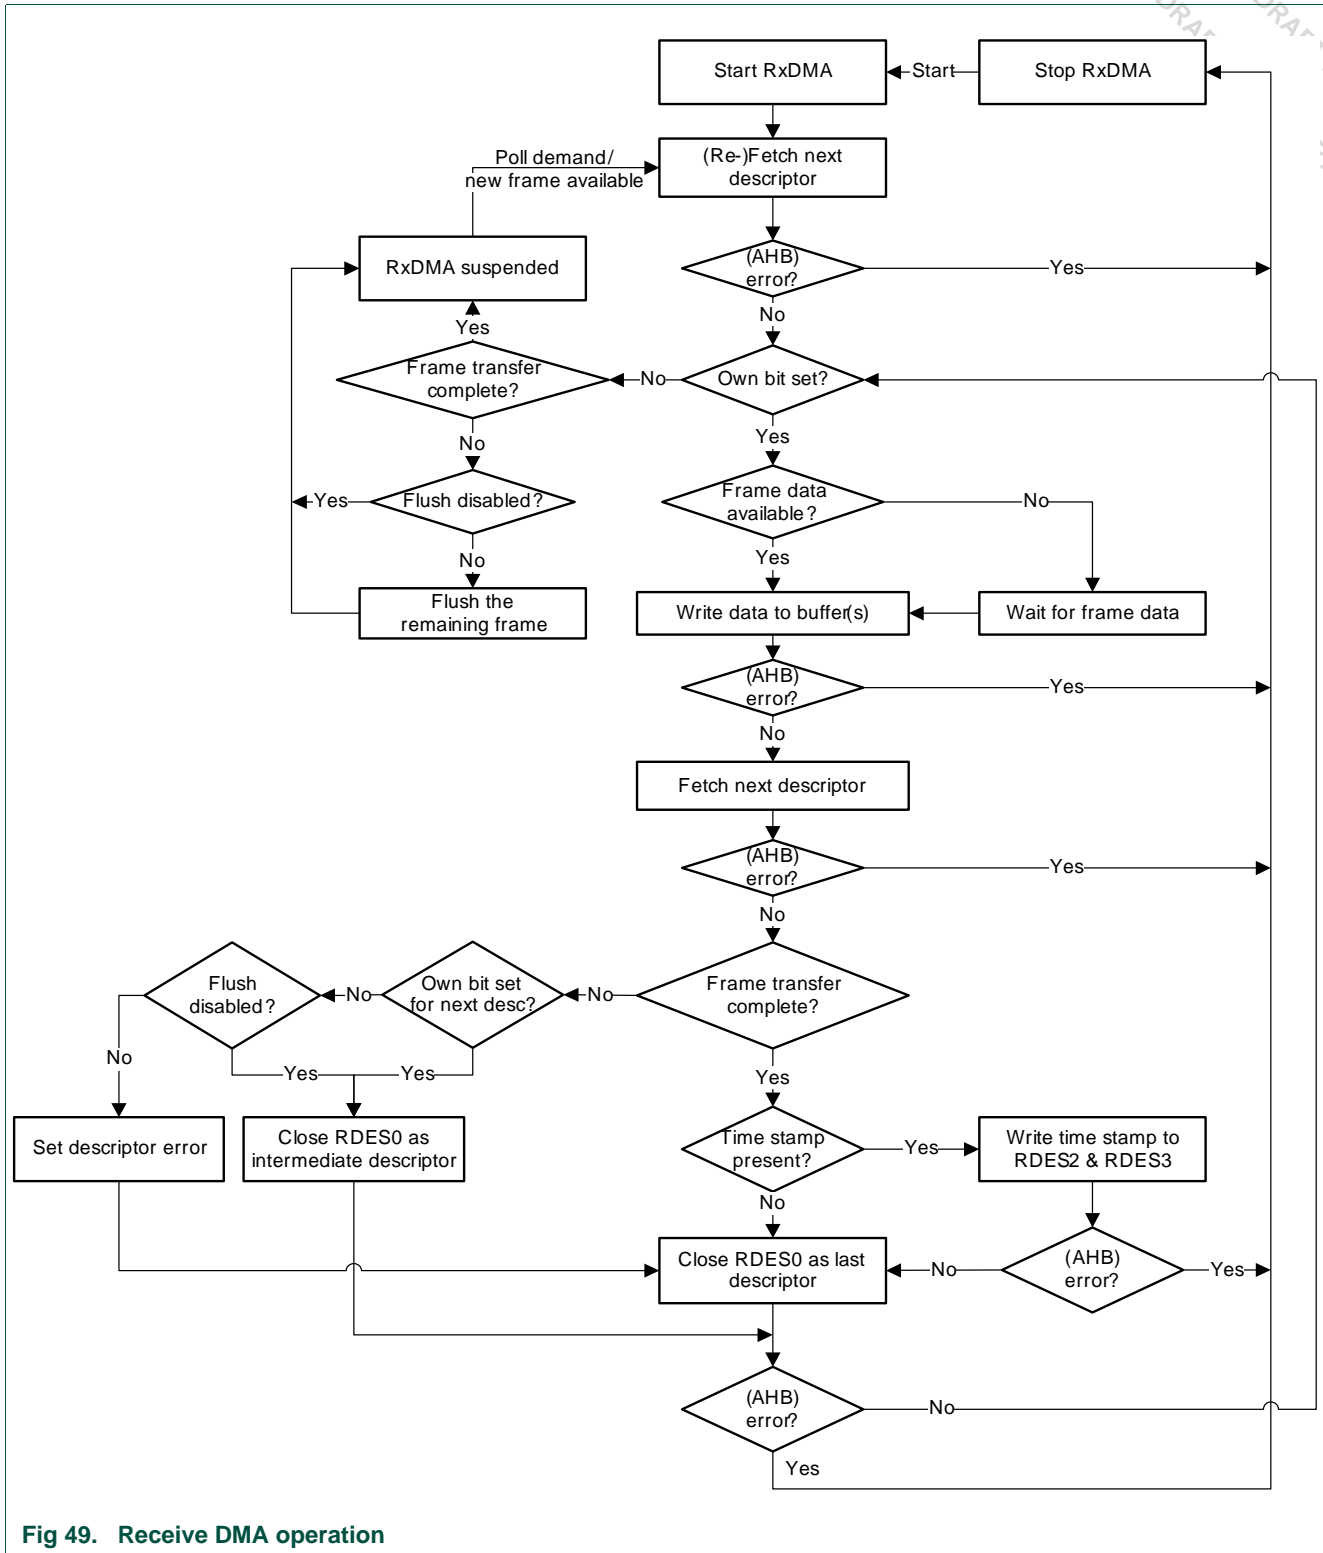 DRAF
DRAF
Start RxDMA
Start
Stop RxDMA
Poll demand/
new frame available
(Re-)Fetch next
descriptor
RxDMA suspended
(AHB)
error?
Yes
No
Yes
Frame transfer
complete?
No
Own bit set?
No
Yes
Yes
Flush disabled?
Frame data
available?
No
No
Yes
Flush the
remaining frame
Write data to buffer(s)
Wait for frame data
(AHB)
error?
Yes
No
Fetch next descriptor
(AHB)
error?
Yes
No
Flush
disabled?
No
Own bit set
for next desc?
No
Frame transfer
complete?
No
Yes
Yes
Yes
Set descriptor error
Close RDES0 as
intermediate descriptor
Time stamp
present?
Yes
Write time stamp to
RDES2 & RDES3
No
Close RDES0 as last
descriptor
No
(AHB)
error?
Yes
(AHB)
error?
No
Yes
Fig 49. Receive DMA operation